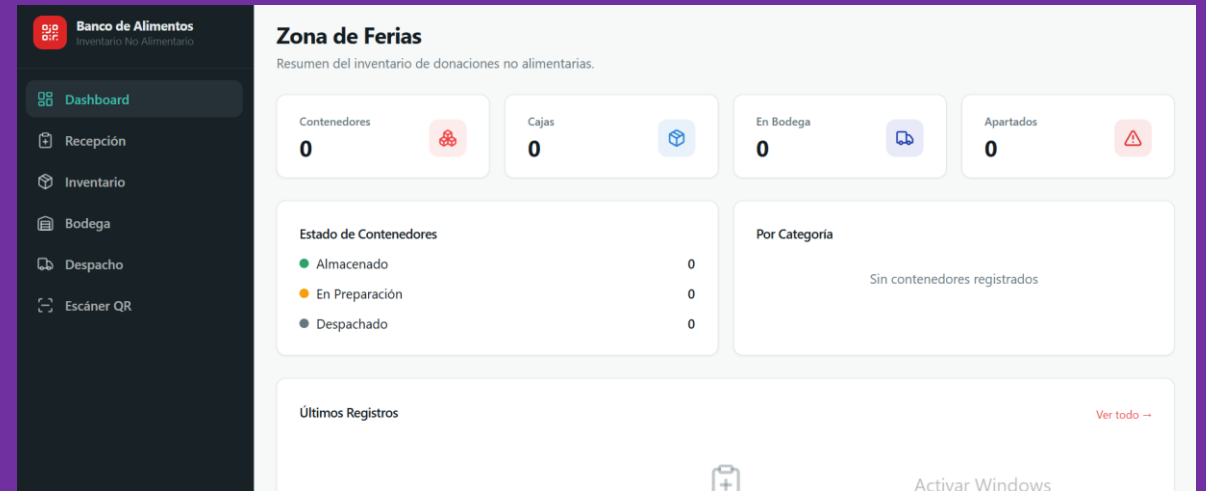 Banco de Alimentos
Inventario No Alimentario
Dashboard
Recepción
Inventario
Bodega
Despacho
Escáner QR
Zona de Ferias
Resumen del inventario de donaciones no alimentarias.
Contenedores
0
Cajas
0
En Bodega
0
Apartados
0
Estado de Contenedores
Almacenado 0
En Preparación 0
Despachado 0
Por Categoría
Sin contenedores registrados
Últimos Registros
Ver todo →
Activar Windows